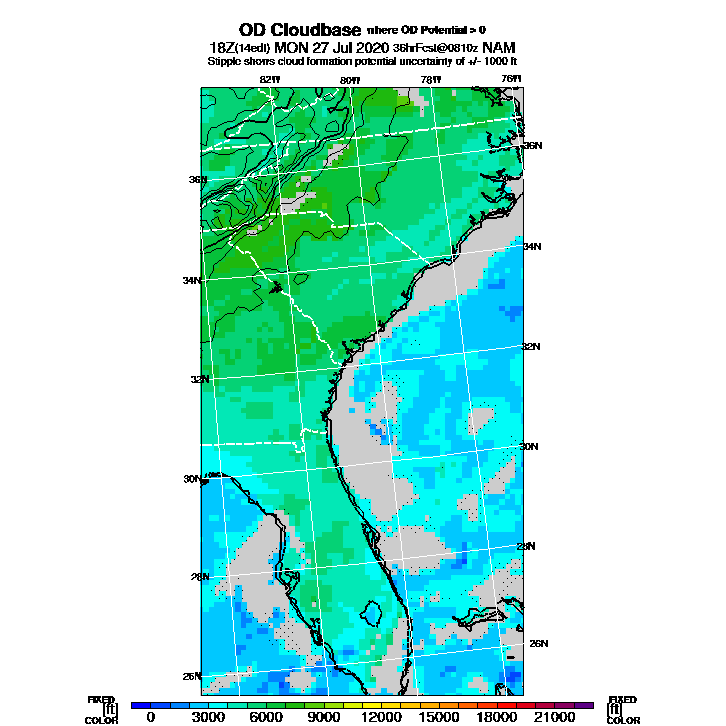 OD Cloudbase where OD Potential > 0
18Z(14edt) MON 27 Jul 2020 36hrFcst@0810z NAM
Stipple shows cloud formation potential uncertainty of +/- 1000 ft
82W 80W 78W 76W
36N
36N
34N
34N
32N
32N
30N
30N
28N
28N
26N
26N
FIXED FIXED
[ft] [ft]
COLOR COLOR
0 3000 6000 9000 12000 15000 18000 21000